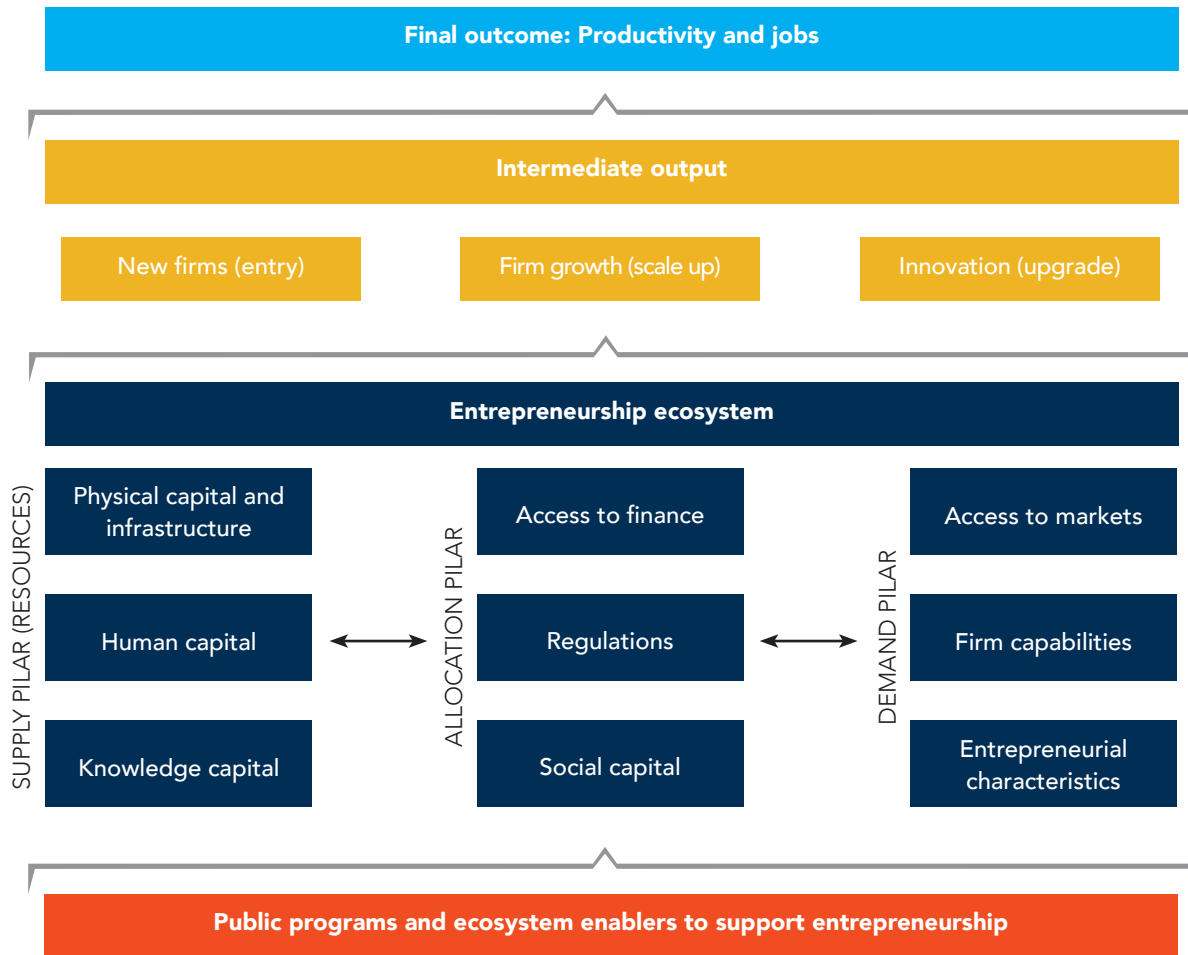 Final outcome: Productivity and jobs
Intermediate output
New firms (entry)
Firm growth (scale up)
Innovation (upgrade)
Entrepreneurship ecosystem
SUPPLY PILAR (RESOURCES)
Physical capital and
infrastructure
Human capital
Knowledge capital
ALLOCATION PILAR
Access to finance
Regulations
Social capital
DEMAND PILAR
Access to markets
Firm capabilities
Entrepreneurial
characteristics
Public programs and ecosystem enablers to support entrepreneurship